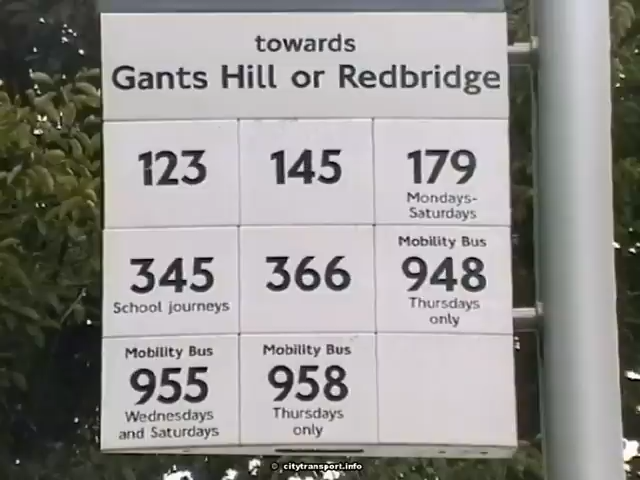 towards
Gants Hill or Redbridge
123
145
179
Mondays-
Saturdays
345
School journeys
366
Mobility Bus
948
Thursdays
only
Mobility Bus
955
Wednesdays
and Saturdays
Mobility Bus
958
Thursdays
only
© citytransport.info